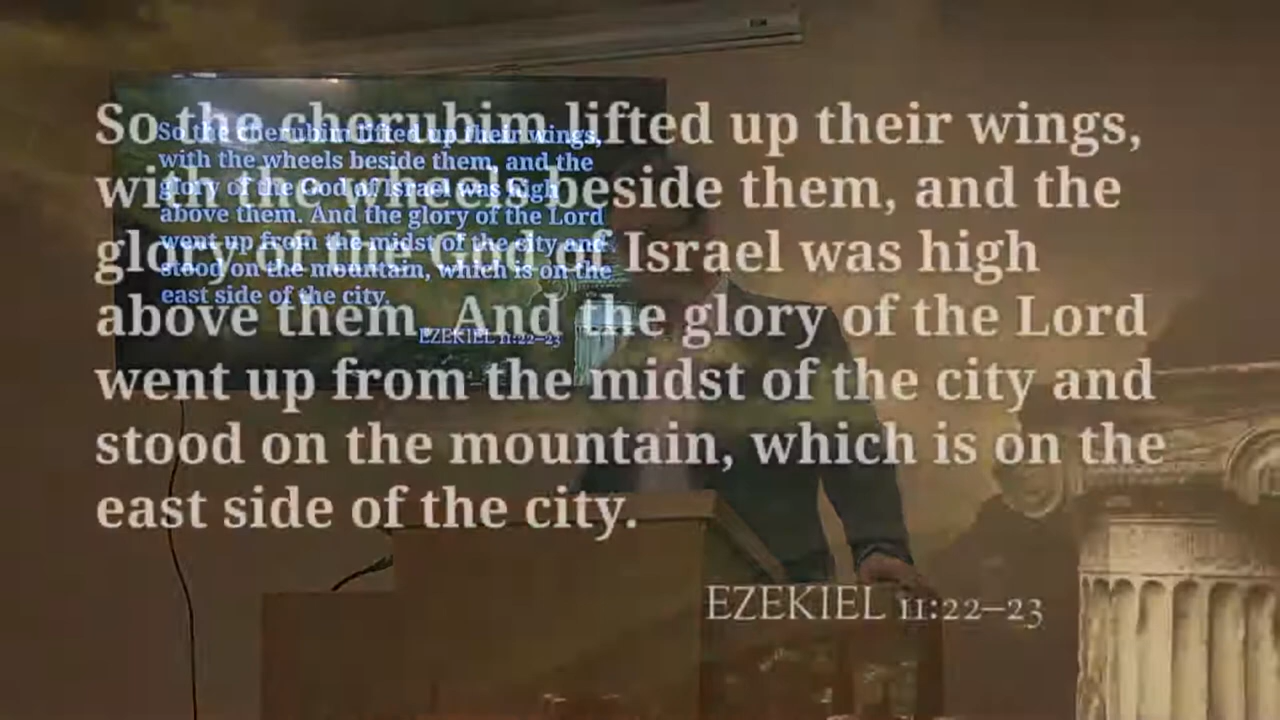 So the cherubim lifted up their wings,
with the wheels beside them, and the
glory of the God of Israel was high
above them. And the glory of the Lord
went up from the midst of the city and
stood on the mountain, which is on the
east side of the city.
EZEKIEL 11:22–23
So the cherubim lifted up their wings,
with the wheels beside them, and the
glory of the God of Israel was high
above them. And the glory of the Lord
went up from the midst of the city and
stood on the mountain, which is on the
east side of the city.
EZEKIEL 11:22–23